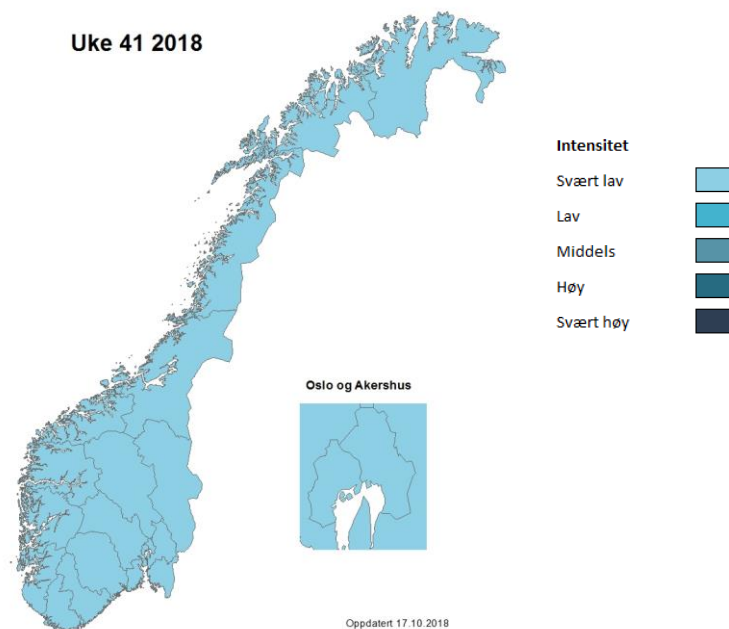 Uke 41 2018
Intensitet
Svært lav
Lav
Middels
Høy
Svært høy
Oslo og Akershus
Oppdatert 17.10.2018